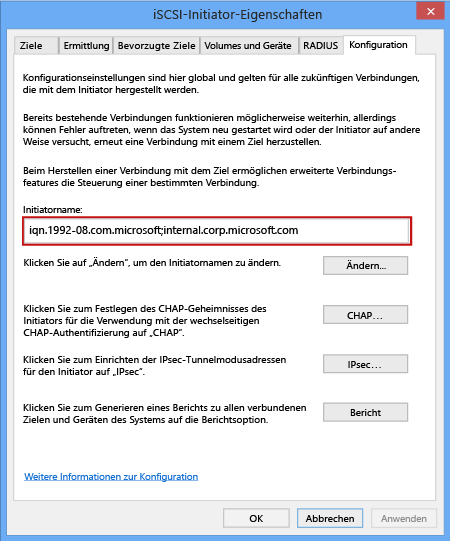 iSCSI-Initiator-Eigenschaften
Ziele Ermittlung Bevorzugte Ziele Volumes und Geräte RADIUS Konfiguration
Konfigurationseinstellungen sind hier global und gelten für alle zukünftigen Verbindungen,
die mit dem Initiator hergestellt werden.
Bereits bestehende Verbindungen funktionieren möglicherweise weiterhin, allerdings
können Fehler auftreten, wenn das System neu gestartet wird oder der Initiator auf andere
Weise versucht, erneut eine Verbindung mit einem Ziel herzustellen.
Beim Herstellen einer Verbindung mit dem Ziel ermöglichen erweiterte Verbindungs-
features die Steuerung einer bestimmten Verbindung.
Initiatorname:
iqn.1992-08.com.microsoft;internal.corp.microsoft.com
Klicken Sie auf „Ändern“, um den Initiatornamen zu ändern.
Ändern...
Klicken Sie zum Festlegen des CHAP-Geheimnisses des
Initiators für die Verwendung mit der wechselseitigen
CHAP-Authentifizierung auf „CHAP“.
CHAP...
Klicken Sie zum Einrichten der IPsec-Tunnelmodusadressen
für den Initiator auf „IPsec“.
IPsec...
Klicken Sie zum Generieren eines Berichts zu allen verbundenen
Zielen und Geräten des Systems auf die Berichtsoption.
Bericht
Weitere Informationen zur Konfiguration
OK Abbrechen Anwenden